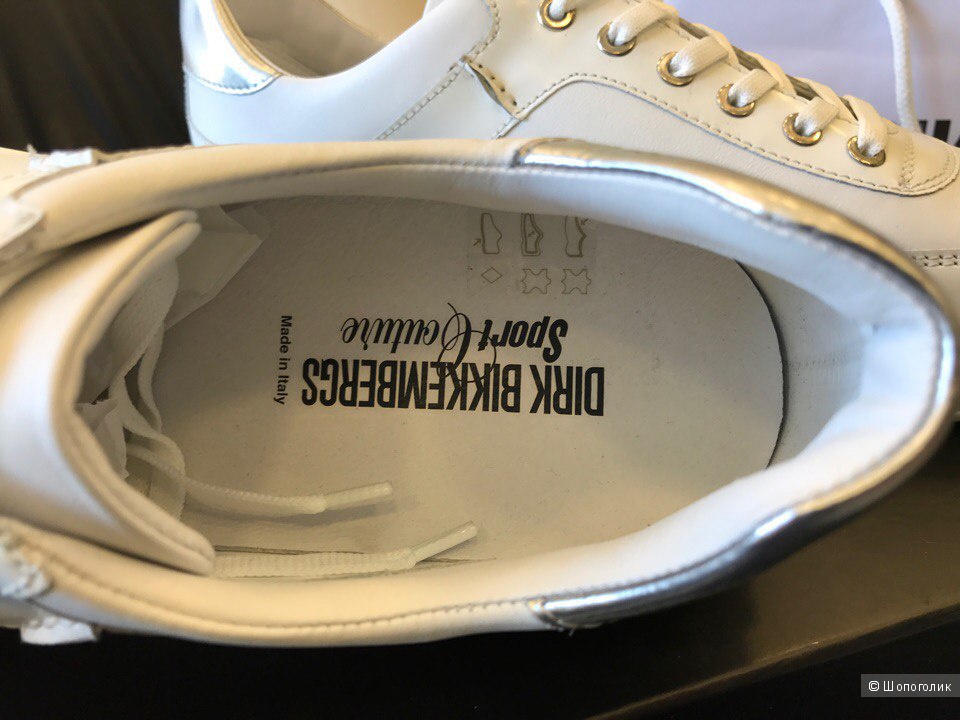 DIRK BIKKEMBERGS
Sport Couture
Made in Italy
© Шопоголик